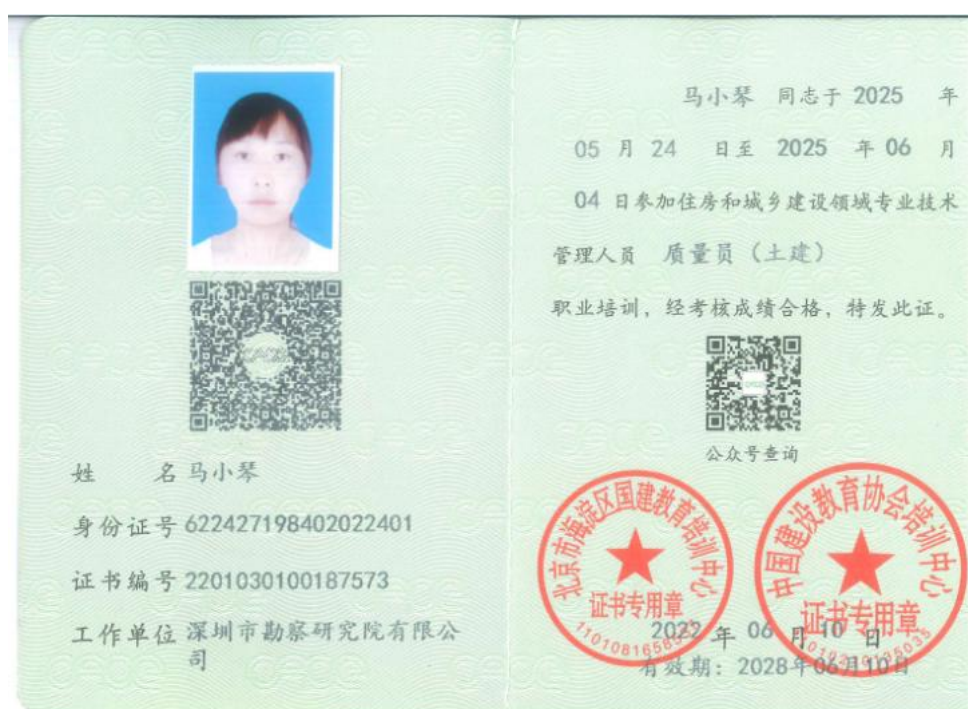 姓 名 马小琴
身份证号 622427198402022401
证书编号 2201030100187573
工作单位 深圳市勘察研究院有限公
司
马小琴 同志于 2025 年
05 月 24 日至 2025 年 06 月
04 日参加住房和城乡建设领域专业技术
管理人员 质量员（土建）
职业培训，经考核成绩合格，特发此证。
公众号查询
北京市海淀区国建教育培训中心
证书专用章
中国建设教育协会培训中心
证书专用章
2022 年 06 月 10 日
有效期：2028年06月10日